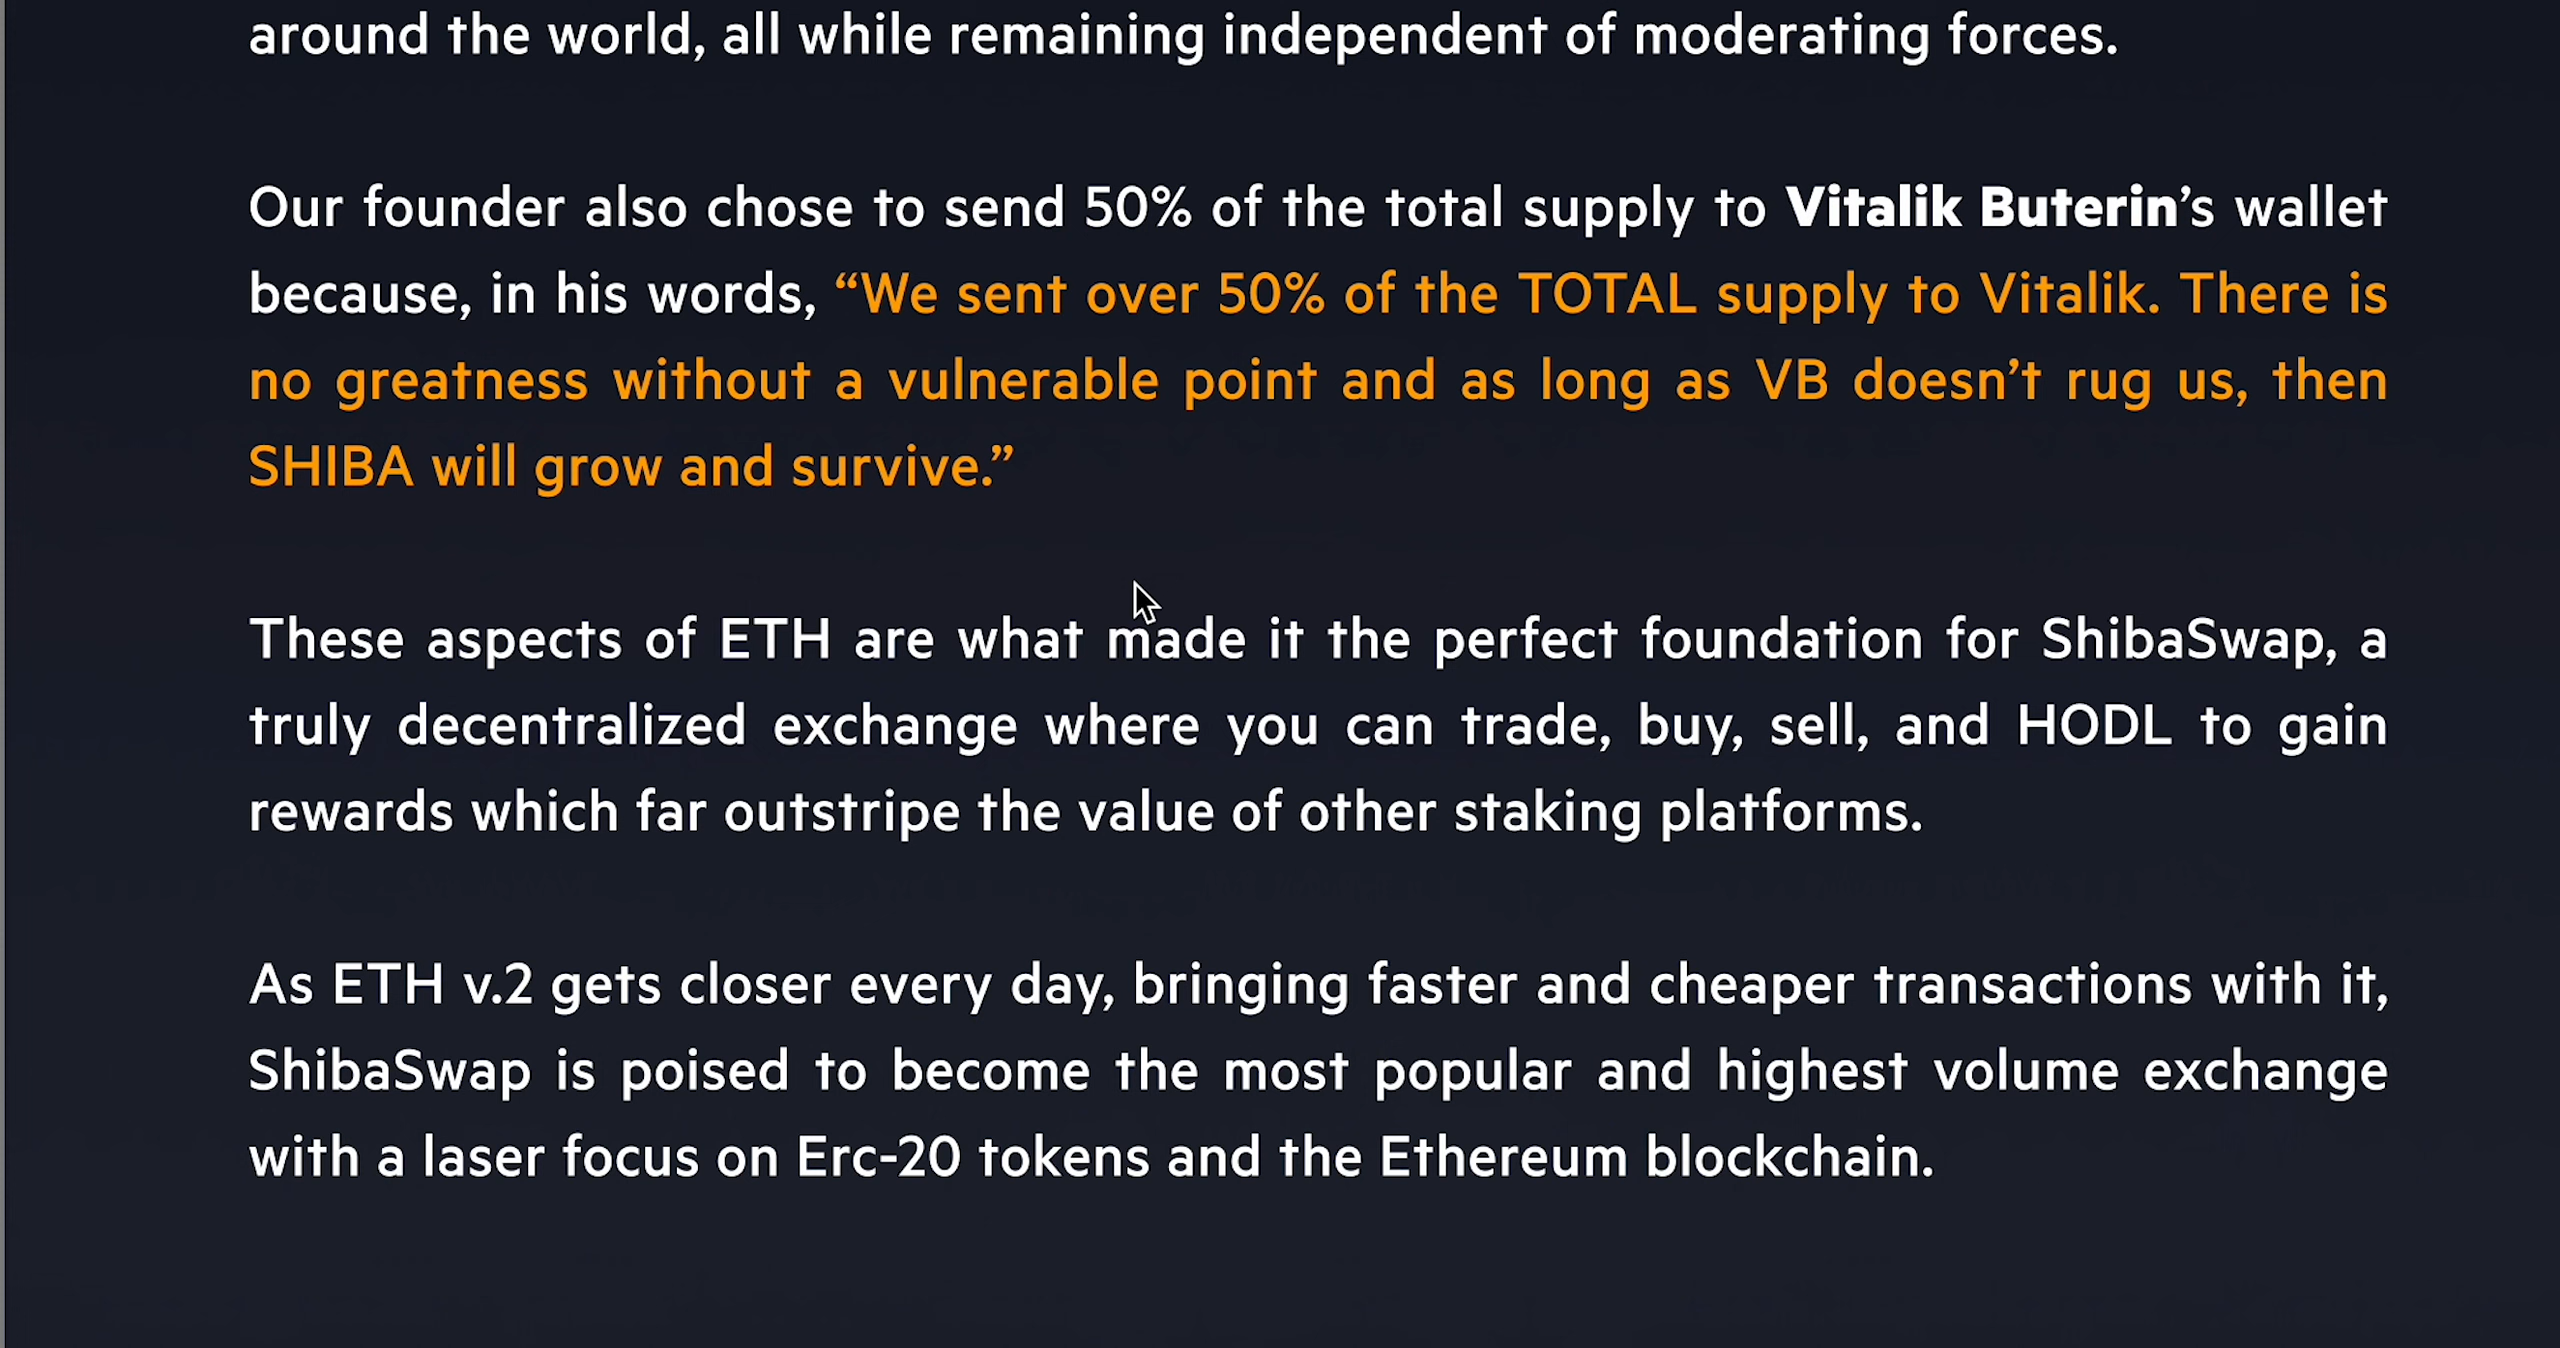 around the world, all while remaining independent of moderating forces.
Our founder also chose to send 50% of the total supply to Vitalik Buterin’s wallet
because, in his words, “We sent over 50% of the TOTAL supply to Vitalik. There is
no greatness without a vulnerable point and as long as VB doesn’t rug us, then
SHIBA will grow and survive.”
These aspects of ETH are what made it the perfect foundation for ShibaSwap, a
truly decentralized exchange where you can trade, buy, sell, and HODL to gain
rewards which far outstripe the value of other staking platforms.
As ETH v.2 gets closer every day, bringing faster and cheaper transactions with it,
ShibaSwap is poised to become the most popular and highest volume exchange
with a laser focus on Erc-20 tokens and the Ethereum blockchain.